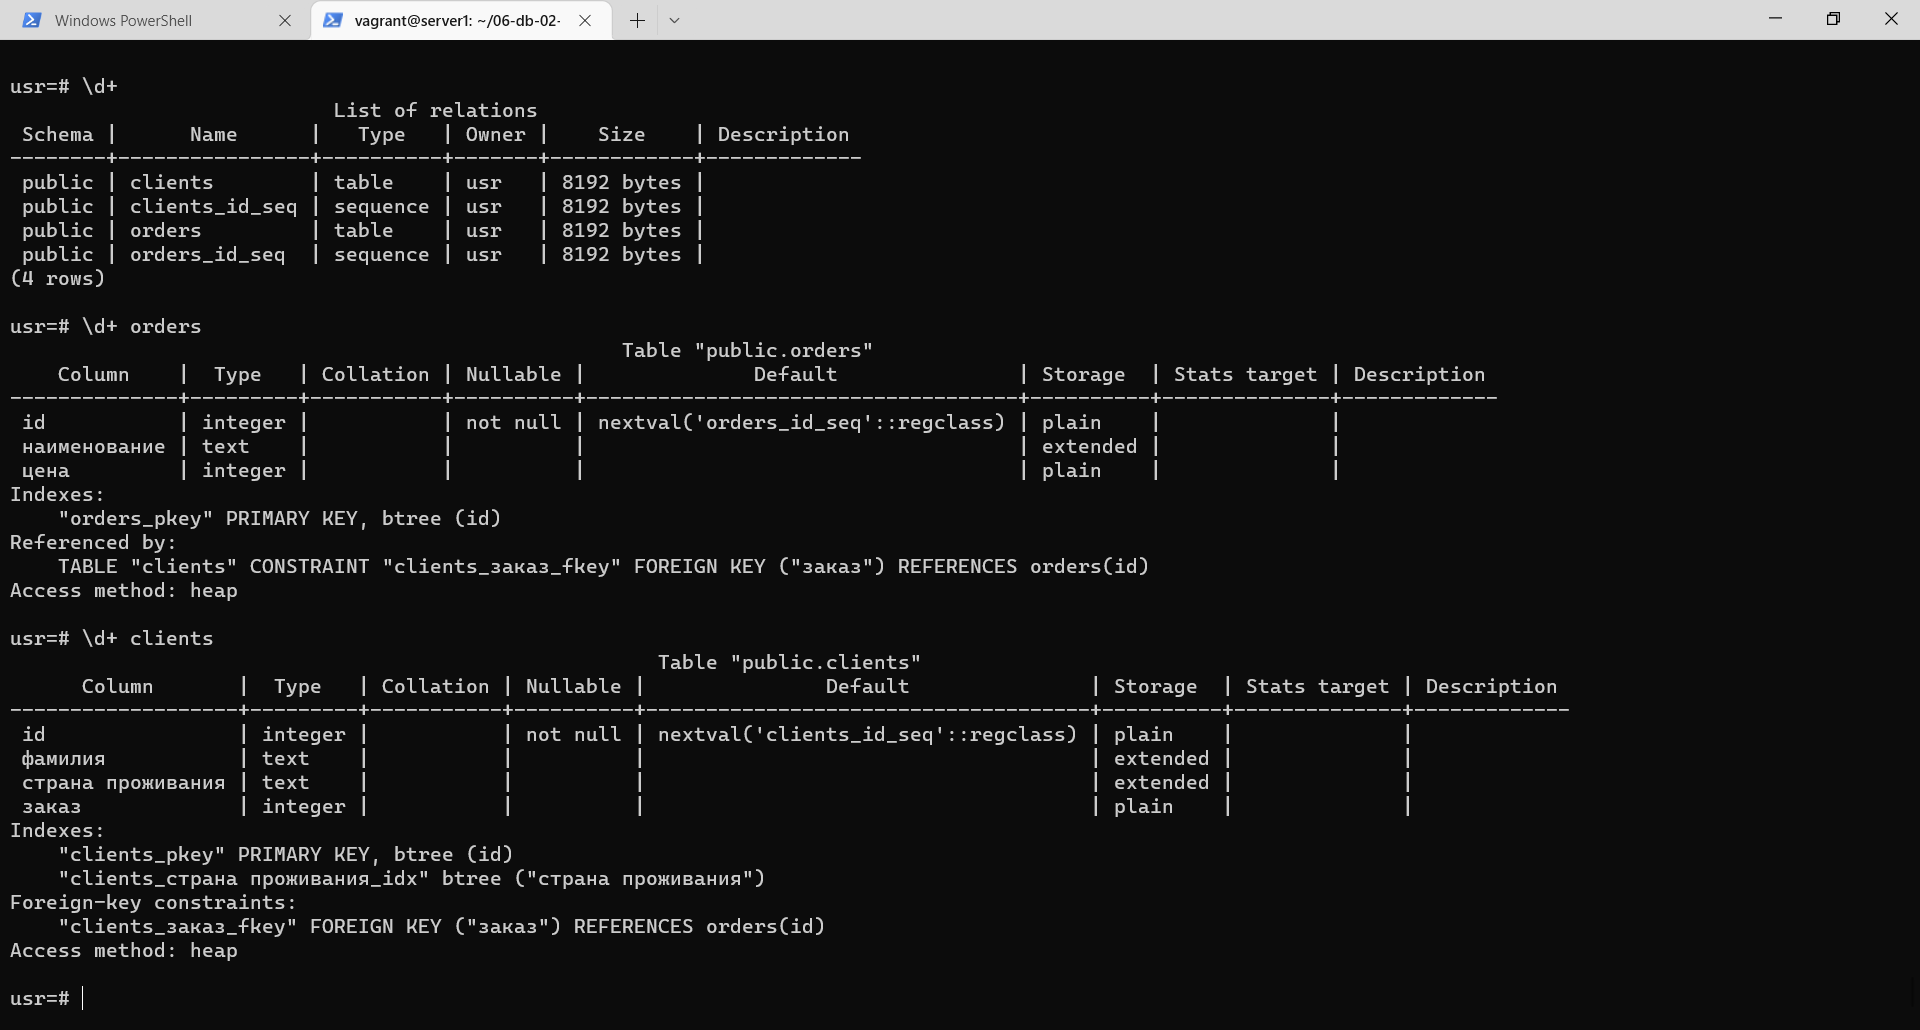 Windows PowerShell
vagrant@server1: ~/06-db-02-
usr=# \d+
                           List of relations
 Schema |      Name      |   Type   | Owner |    Size    | Description
--------+----------------+----------+-------+------------+-------------
 public | clients        | table    | usr   | 8192 bytes |
 public | clients_id_seq | sequence | usr   | 8192 bytes |
 public | orders         | table    | usr   | 8192 bytes |
 public | orders_id_seq  | sequence | usr   | 8192 bytes |
(4 rows)
usr=# \d+ orders
                                                   Table "public.orders"
    Column    |  Type   | Collation | Nullable |              Default               | Storage  | Stats target | Description
--------------+---------+-----------+----------+------------------------------------+----------+--------------+-------------
 id           | integer |           | not null | nextval('orders_id_seq'::regclass) | plain    |              |
 наименование | text    |           |          |                                    | extended |              |
 цена         | integer |           |          |                                    | plain    |              |
Indexes:
    "orders_pkey" PRIMARY KEY, btree (id)
Referenced by:
    TABLE "clients" CONSTRAINT "clients_заказ_fkey" FOREIGN KEY ("заказ") REFERENCES orders(id)
Access method: heap
usr=# \d+ clients
                                                      Table "public.clients"
      Column       |  Type   | Collation | Nullable |               Default               | Storage  | Stats target | Description
-------------------+---------+-----------+----------+-------------------------------------+----------+--------------+-------------
 id                | integer |           | not null | nextval('clients_id_seq'::regclass) | plain    |              |
 фамилия           | text    |           |          |                                     | extended |              |
 страна проживания | text    |           |          |                                     | extended |              |
 заказ             | integer |           |          |                                     | plain    |              |
Indexes:
    "clients_pkey" PRIMARY KEY, btree (id)
    "clients_страна проживания_idx" btree ("страна проживания")
Foreign-key constraints:
    "clients_заказ_fkey" FOREIGN KEY ("заказ") REFERENCES orders(id)
Access method: heap
usr=#